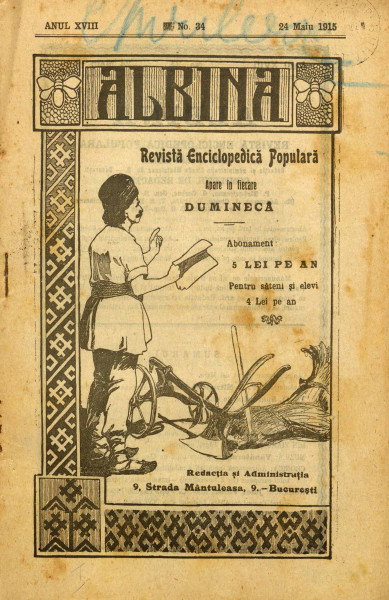 ANUL XVIII No. 34 24 Maiu 1915
ALBINA
Revistă Enciclopedică Populară
Apare în fiecare
DUMINECĂ
Abonament:
5 LEI PE AN
Pentru săteni și elevi
4 Lei pe an
Redacția și Administrația
9, Strada Mântuleasa, 9.—București